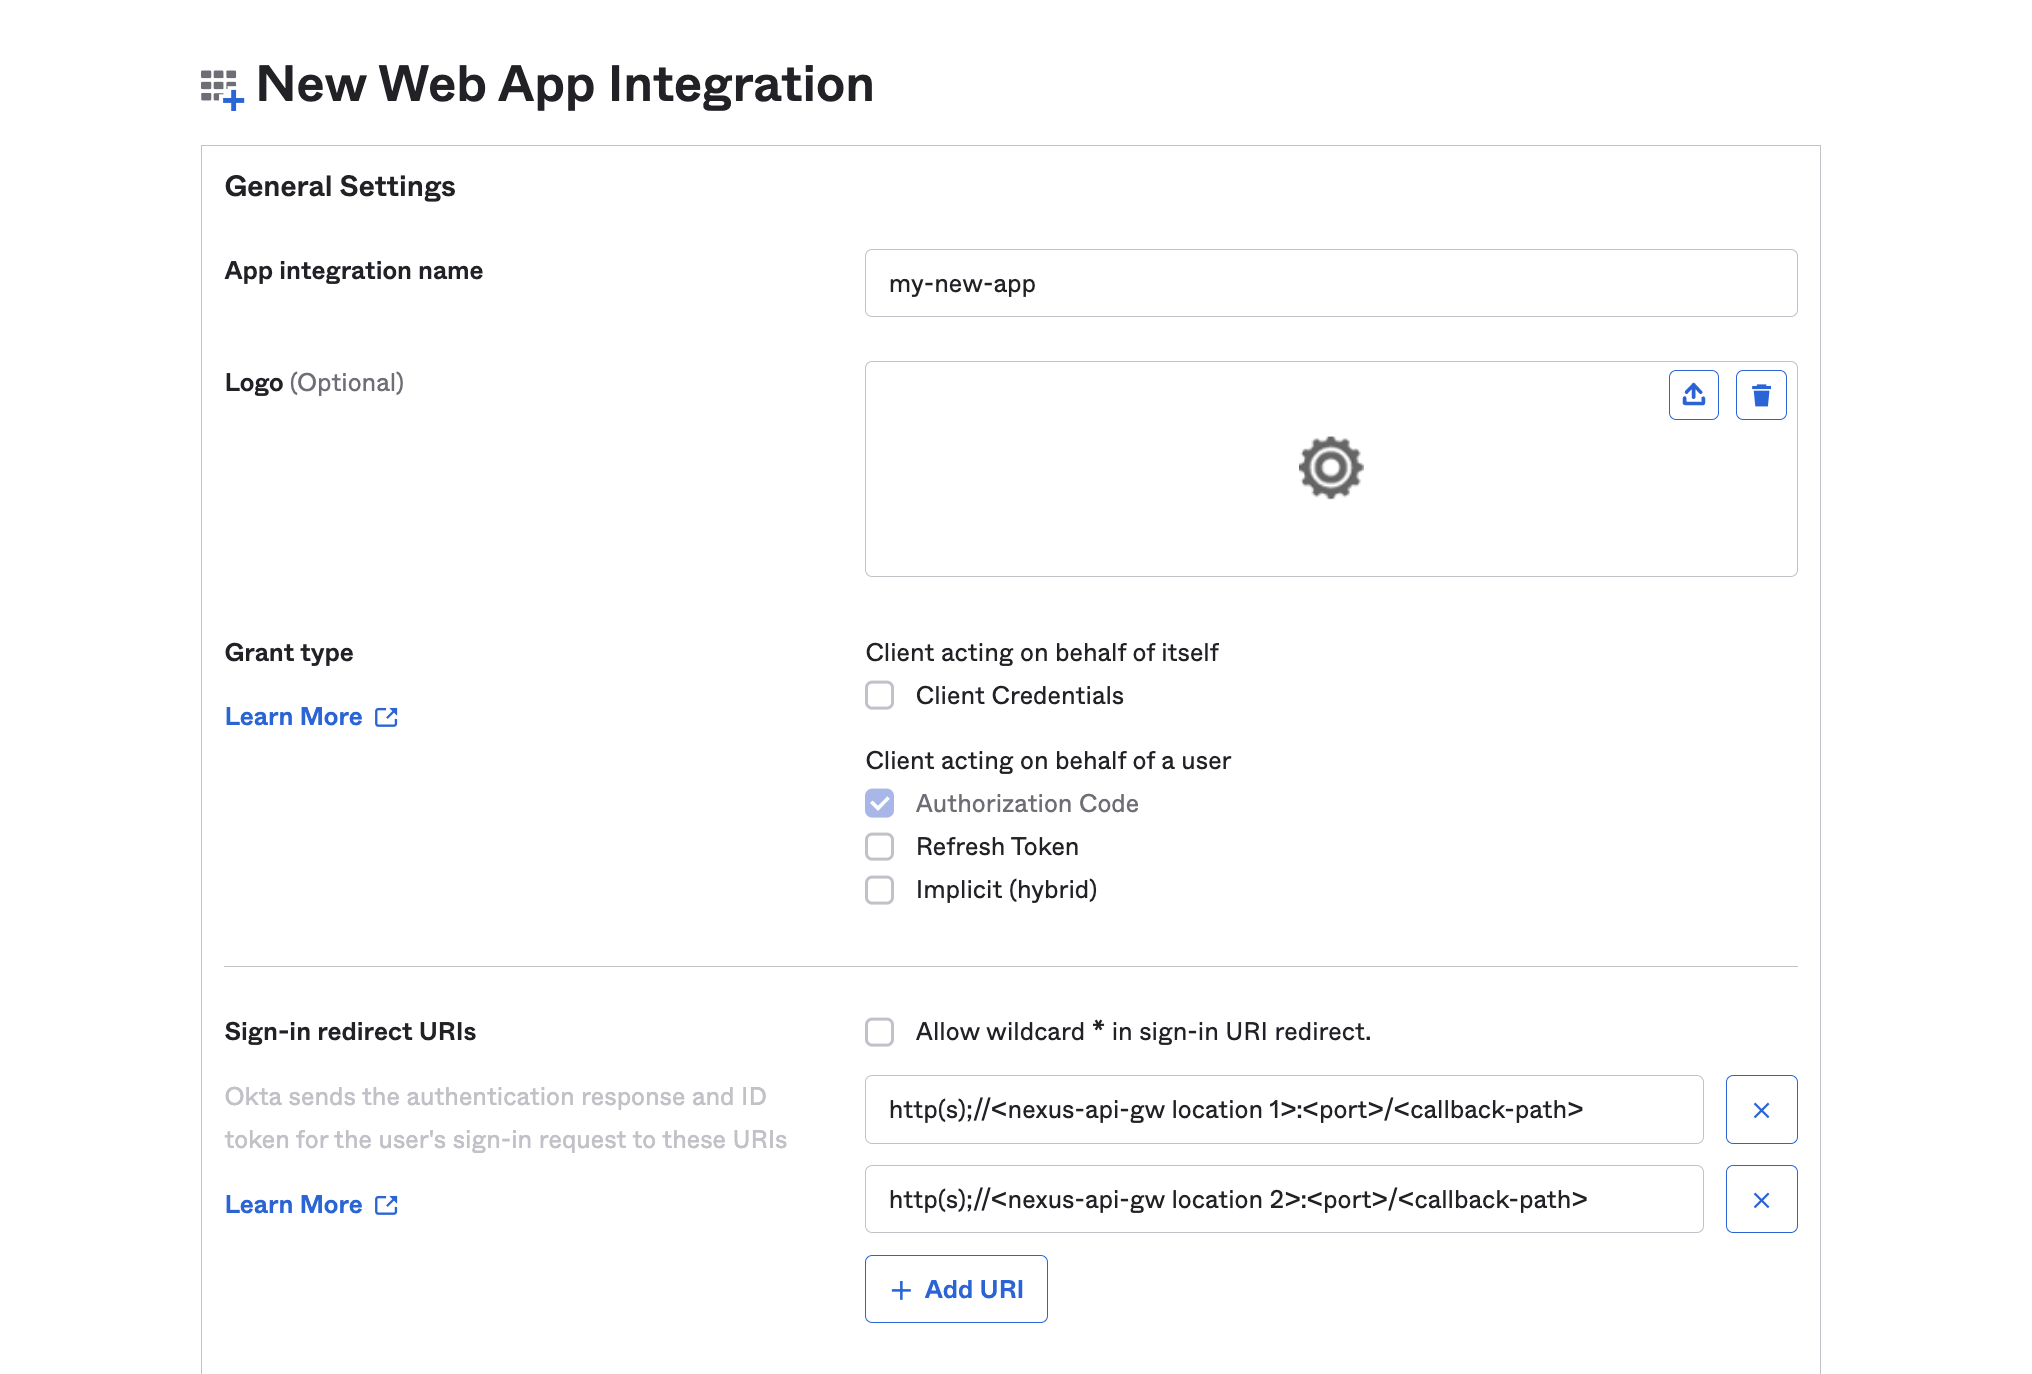 New Web App Integration
General Settings
App integration name
my-new-app
Logo (Optional)
Grant type
Learn More
Client acting on behalf of itself
Client Credentials
Client acting on behalf of a user
Authorization Code
Refresh Token
Implicit (hybrid)
Sign-in redirect URIs
Okta sends the authentication response and ID
token for the user's sign-in request to these URIs
Learn More
Allow wildcard * in sign-in URI redirect.
http(s);//<nexus-api-gw location 1>:<port>/<callback-path>
http(s);//<nexus-api-gw location 2>:<port>/<callback-path>
+ Add URI